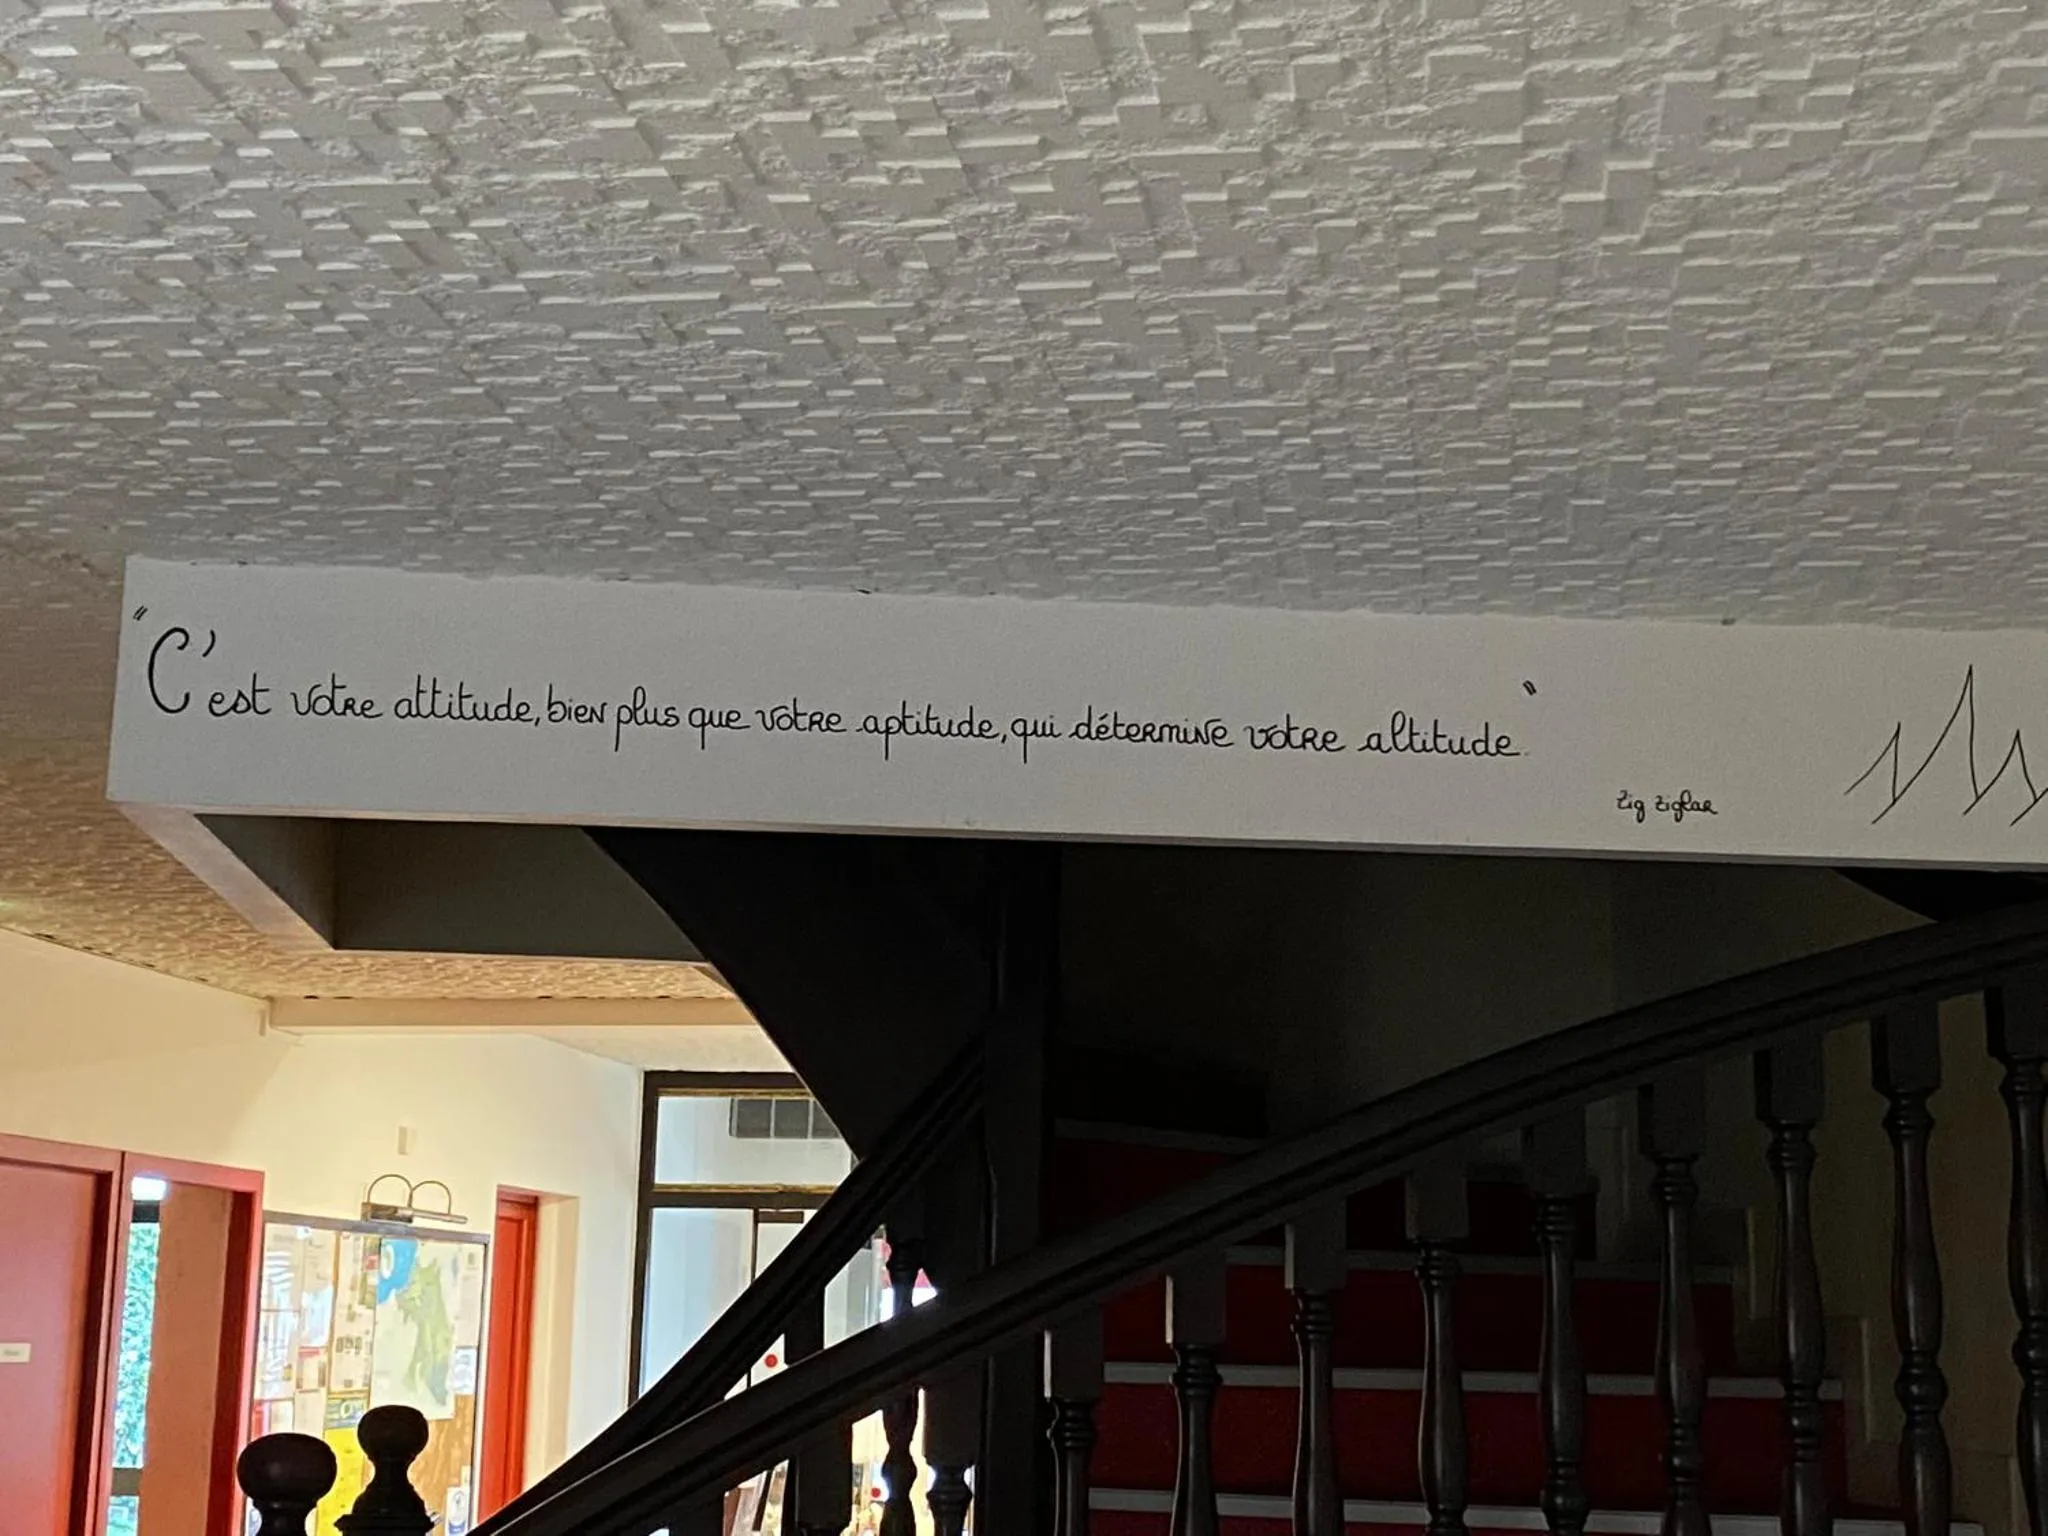 "C'est votre attitude, bien plus que votre aptitude, qui détermine votre altitude."
Zig Ziglar